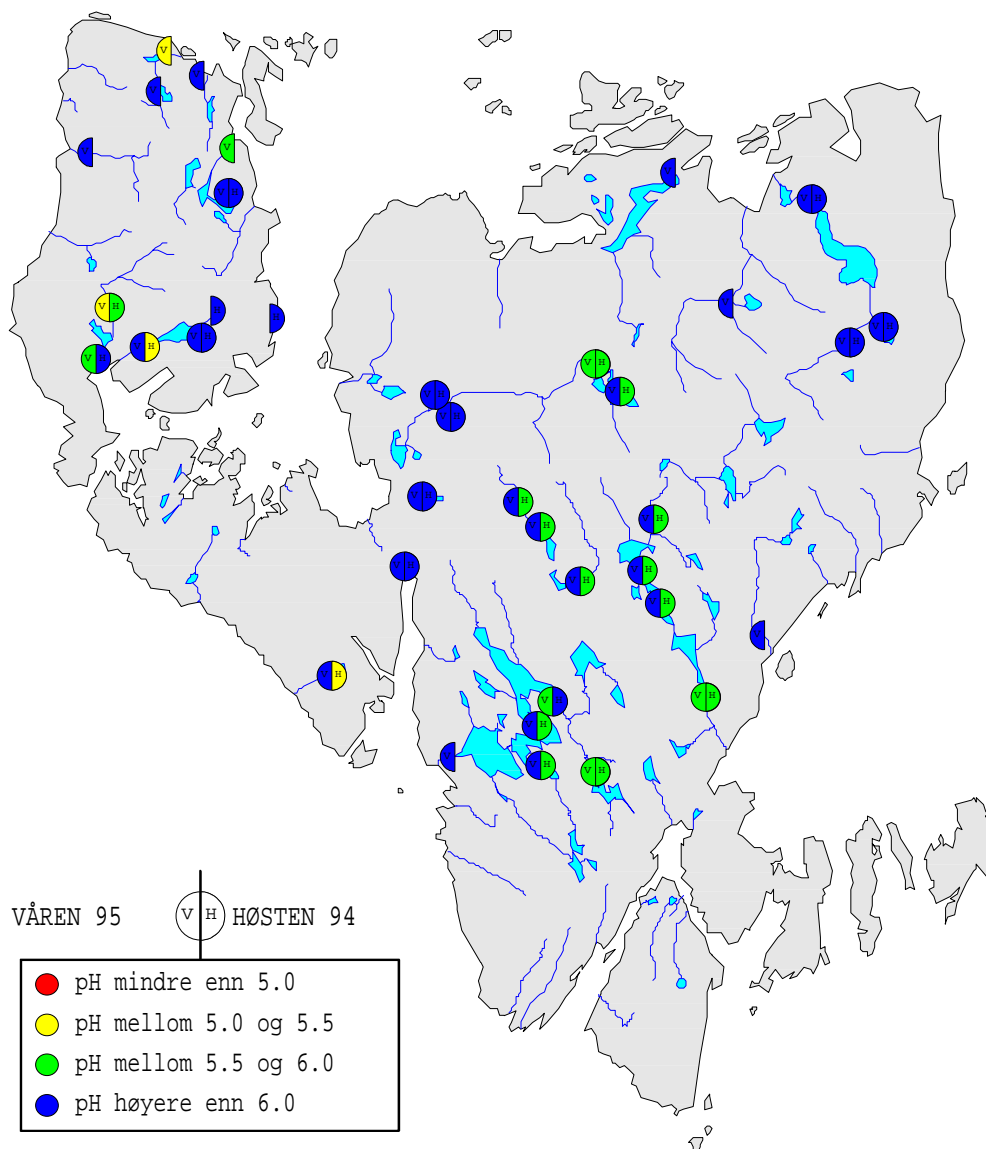 VÅREN 95 V H HØSTEN 94
pH mindre enn 5.0
pH mellom 5.0 og 5.5
pH mellom 5.5 og 6.0
pH høyere enn 6.0